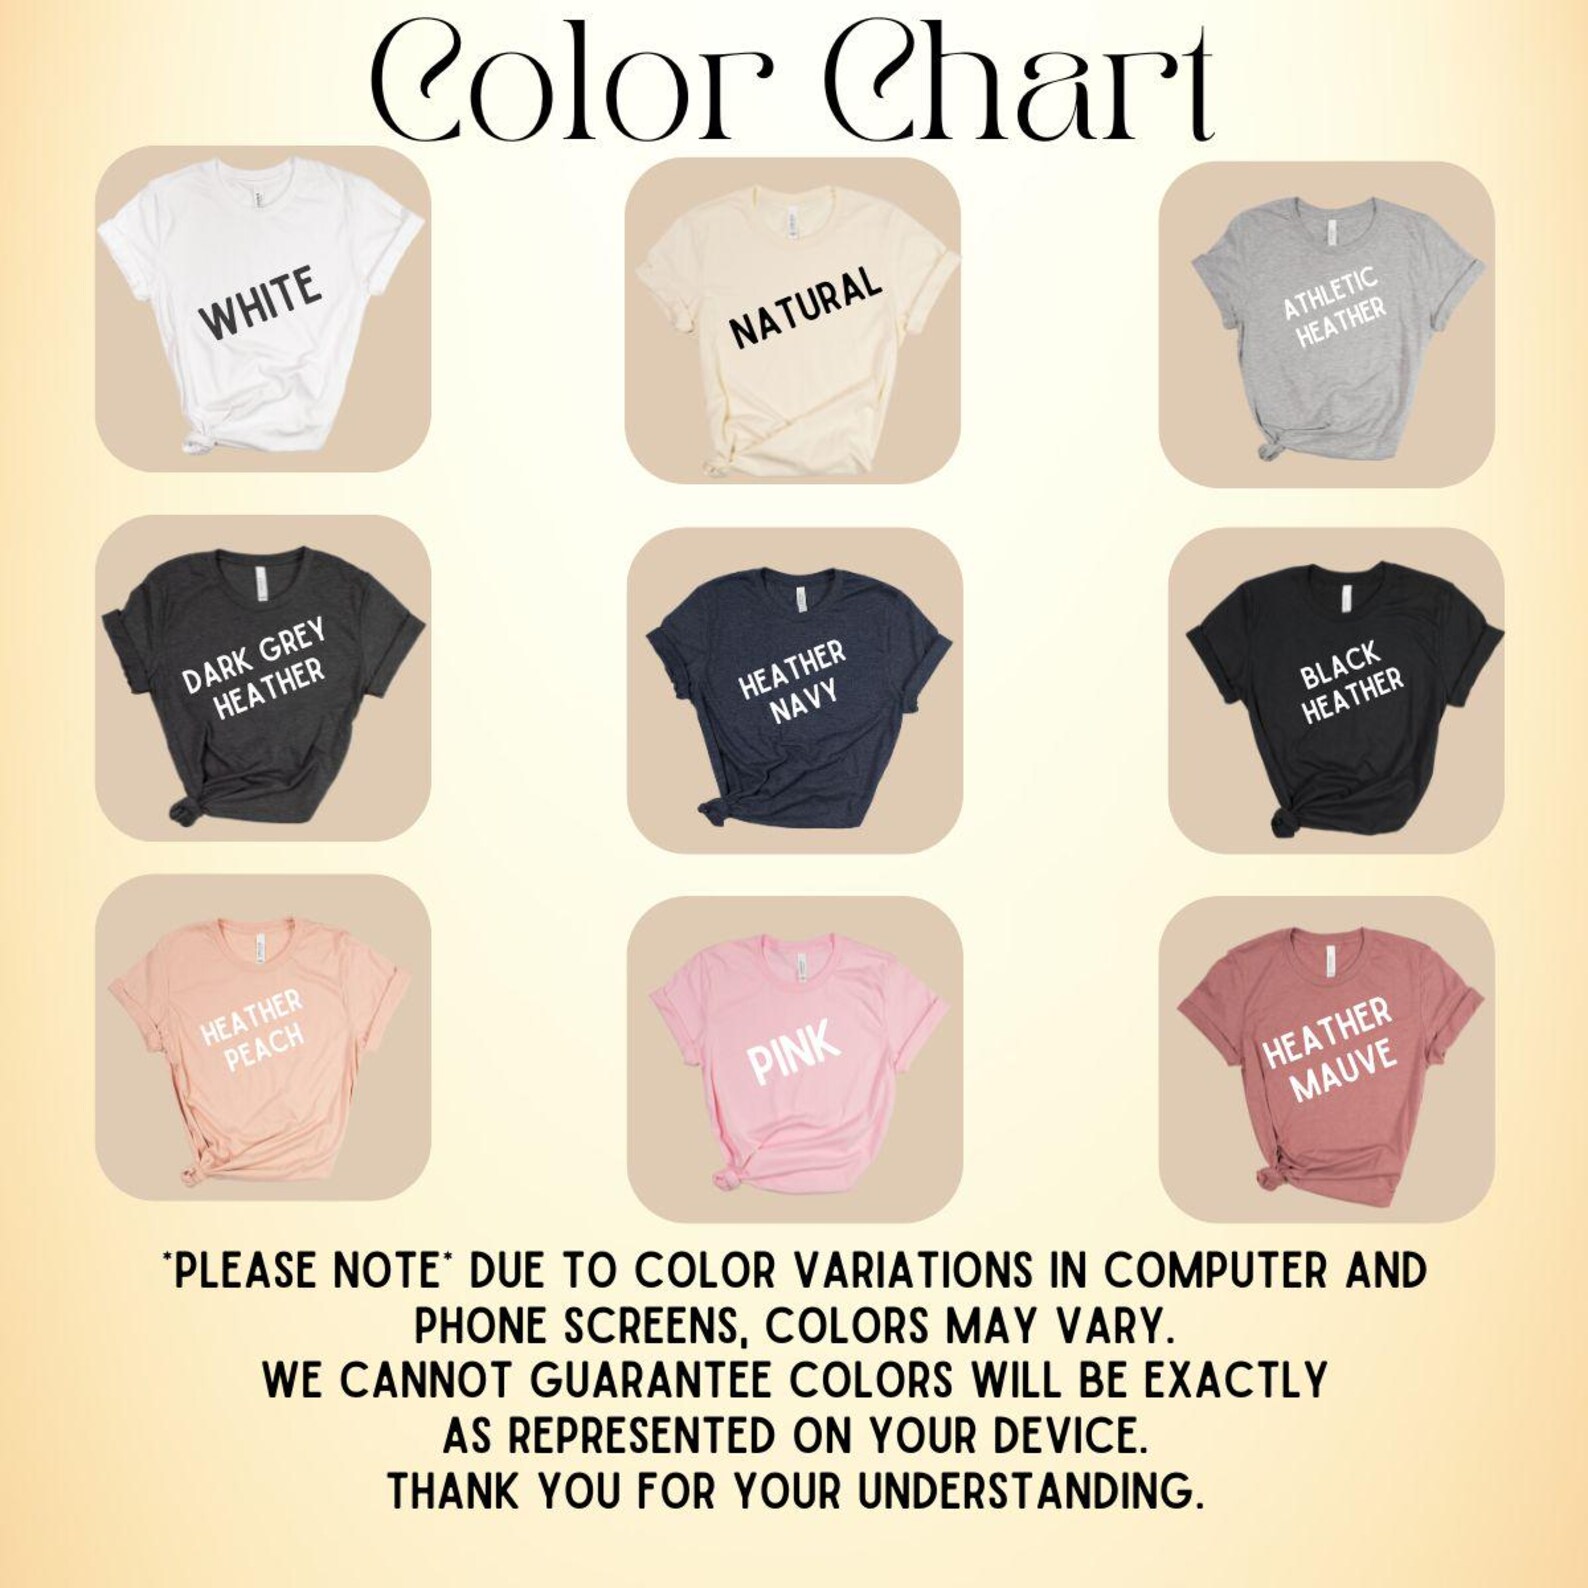 Color Chart
WHITE
NATURAL
ATHLETIC
HEATHER
DARK GREY
HEATHER
HEATHER
NAVY
BLACK
HEATHER
HEATHER
PEACH
PINK
HEATHER
MAUVE
*PLEASE NOTE* DUE TO COLOR VARIATIONS IN COMPUTER AND
PHONE SCREENS, COLORS MAY VARY.
WE CANNOT GUARANTEE COLORS WILL BE EXACTLY
AS REPRESENTED ON YOUR DEVICE.
THANK YOU FOR YOUR UNDERSTANDING.